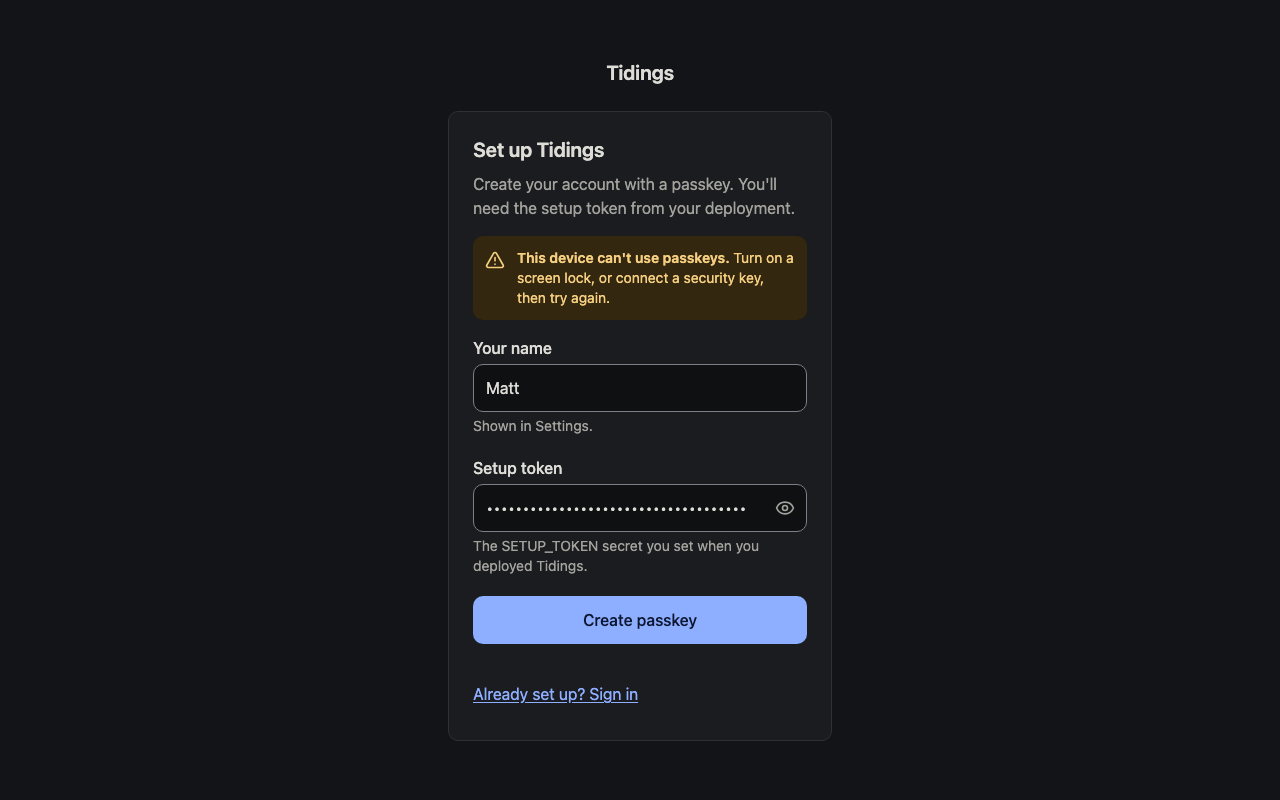 Tidings
Set up Tidings
Create your account with a passkey. You'll
need the setup token from your deployment.
This device can't use passkeys. Turn on a
screen lock, or connect a security key,
then try again.
Your name
Matt
Shown in Settings.
Setup token
••••••••••••••••••••••••••••••••••••
The SETUP_TOKEN secret you set when you
deployed Tidings.
Create passkey
Already set up? Sign in